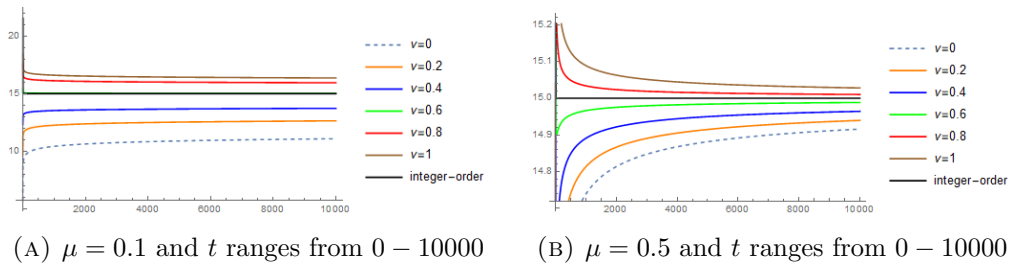 20
15
10
2000 4000 6000 8000 10000
v=0
v=0.2
v=0.4
v=0.6
v=0.8
v=1
integer-order
(A) μ = 0.1 and t ranges from 0 − 10000
15.2
15.1
15.0
14.9
14.8
2000 4000 6000 8000 10000
v=0
v=0.2
v=0.4
v=0.6
v=0.8
v=1
integer-order
(B) μ = 0.5 and t ranges from 0 − 10000